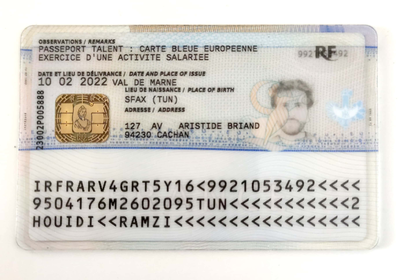 OBSERVATIONS / REMARKS
PASSEPORT TALENT : CARTE BLEUE EUROPEENNE
EXERCICE D'UNE ACTIVITE SALARIEE
992 RF 492
DATE ET LIEU DE DÉLIVRANCE / DATE AND PLACE OF ISSUE
10 02 2022 VAL DE MARNE
LIEU DE NAISSANCE / PLACE OF BIRTH
SFAX (TUN)
ADRESSE / ADDRESS
127 AV ARISTIDE BRIAND
94230 CACHAN
23002P005888
IRFRARV4GRT5Y16<9921053492<<<<
9504176M2602095TUN<<<<<<<<<<<2
HOUIDI<<RAMZI<<<<<<<<<<<<<<<<<